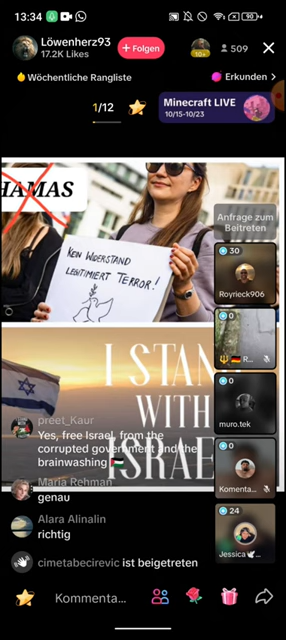 13:34
90
Löwenherz93
17.2K Likes
+ Folgen
10+
509
Wöchentliche Rangliste
Erkunden >
1/12
Minecraft LIVE
10/15-10/23
HAMAS
KEIN WIDERSTAND
LEGITIMIERT TERROR!
Anfrage zum
Beitreten
30
Royrieck906
0
R...
0
muro.tek
0
Komenta...
24
Jessica
I STAN
WITH
ISRAE
preet_Kaur
Yes, free Israel, from the
corrupted government and the
brainwashing 🇵🇸
Maria Rehman
genau
Alara Alinalin
richtig
cimetabecirevic ist beigetreten
Kommenta...